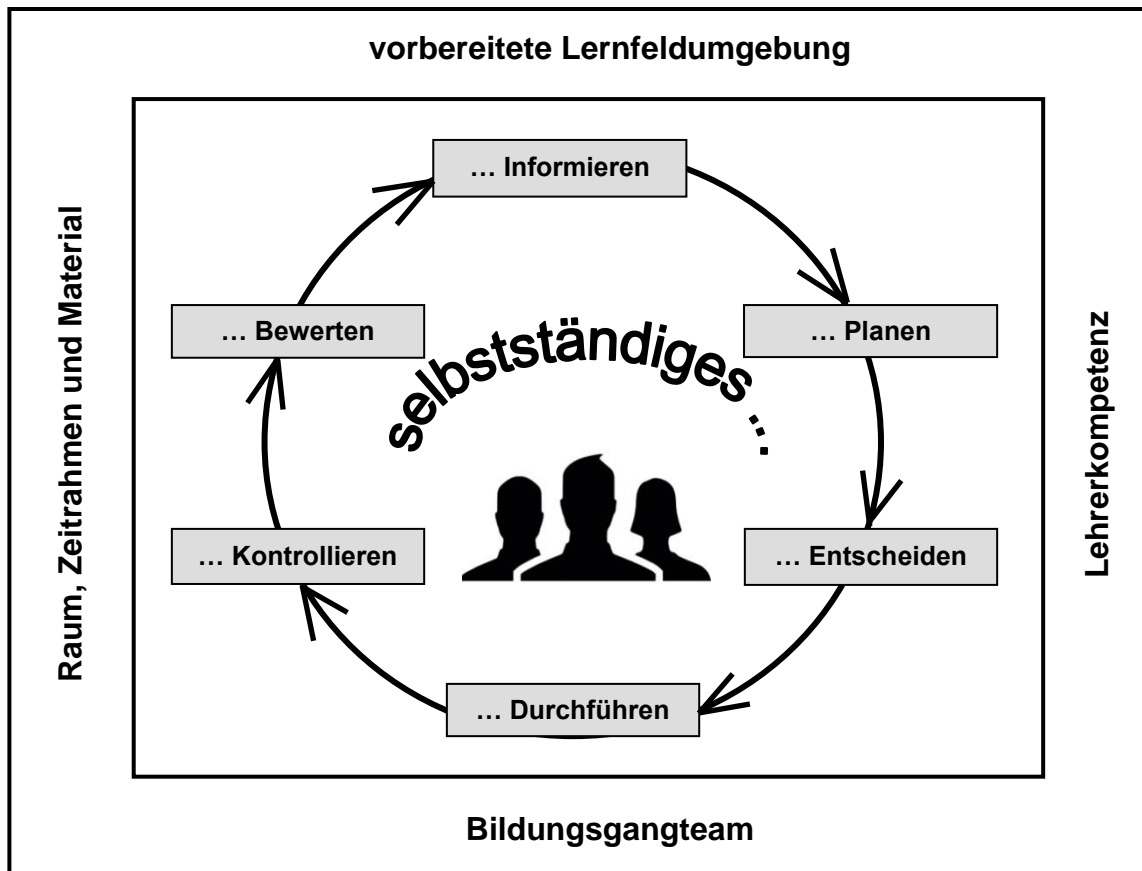 vorbereitete Lernfeldumgebung
… Informieren
… Planen
… Entscheiden
… Durchführen
… Kontrollieren
… Bewerten
selbstständiges …
Raum, Zeitrahmen und Material
Lehrerkompetenz
Bildungsgangteam